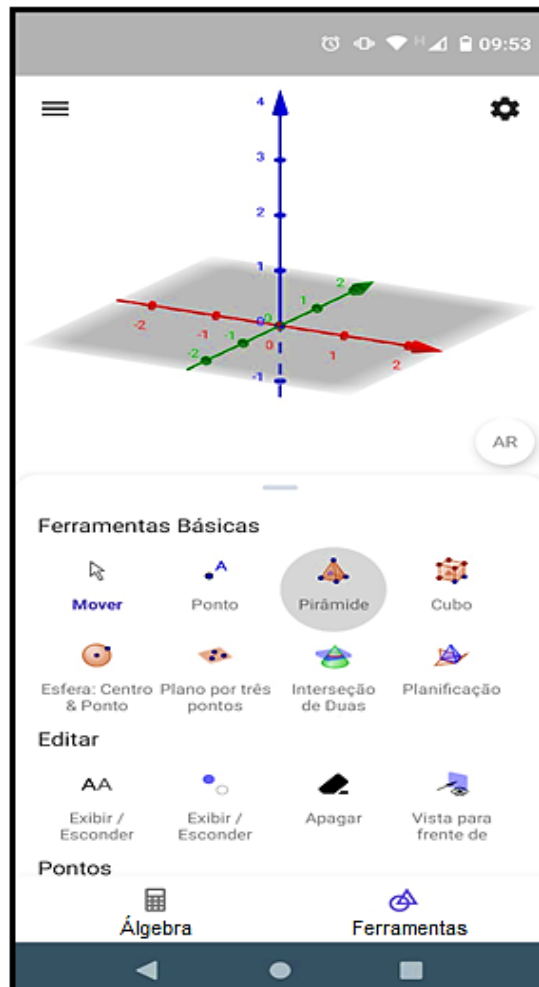 H 09:53
4
3
2
1
0
-1
-2
-1
0
1
2
-2
-1
0
1
2
AR
Ferramentas Básicas
Mover Ponto Pirâmide Cubo
Esfera: Centro & Ponto Plano por três pontos Interseção de Duas Planificação
Editar
AA
Exibir / Esconder Exibir / Esconder Apagar Vista para frente de
Pontos
Álgebra Ferramentas